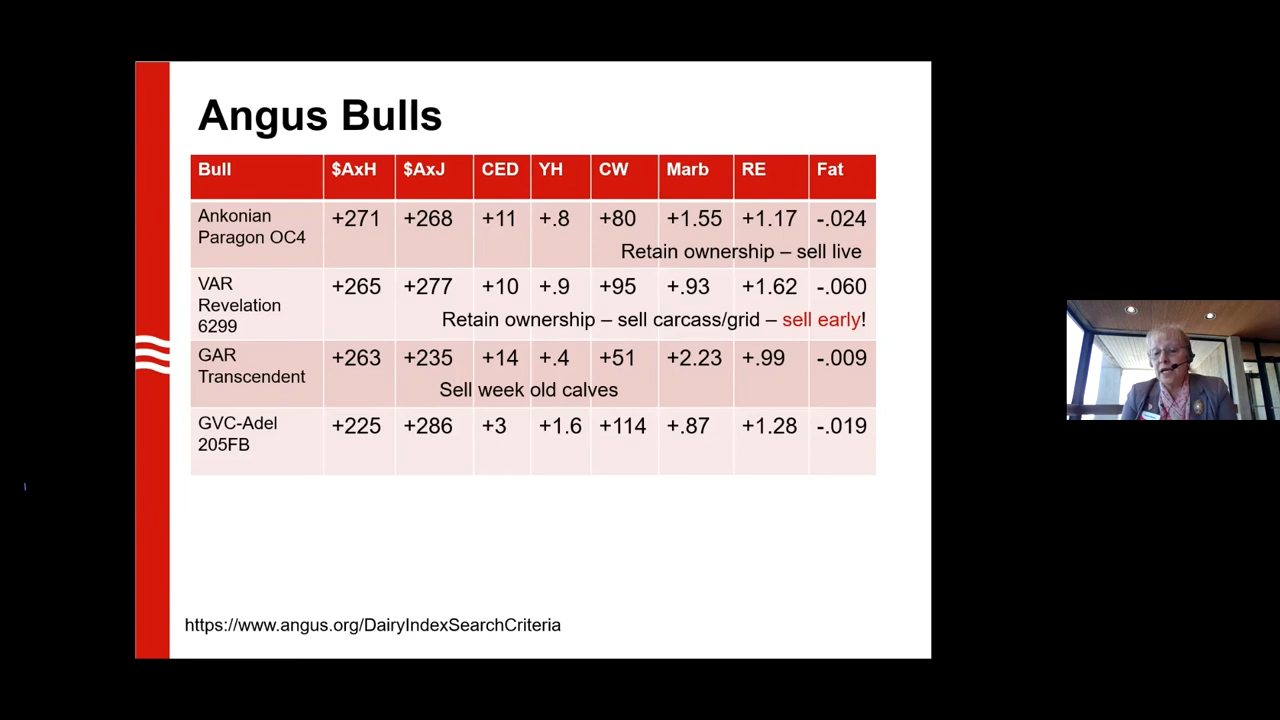 Angus Bulls
Bull $AxH $AxJ CED YH CW Marb RE Fat
Ankonian
Paragon OC4
+271 +268 +11 +.8 +80 +1.55 +1.17 -.024
Retain ownership – sell live
VAR
Revelation
6299
+265 +277 +10 +.9 +95 +.93 +1.62 -.060
Retain ownership – sell carcass/grid – sell early!
GAR
Transcendent
+263 +235 +14 +.4 +51 +2.23 +.99 -.009
Sell week old calves
GVC-Adel
205FB
+225 +286 +3 +1.6 +114 +.87 +1.28 -.019
https://www.angus.org/DairyIndexSearchCriteria